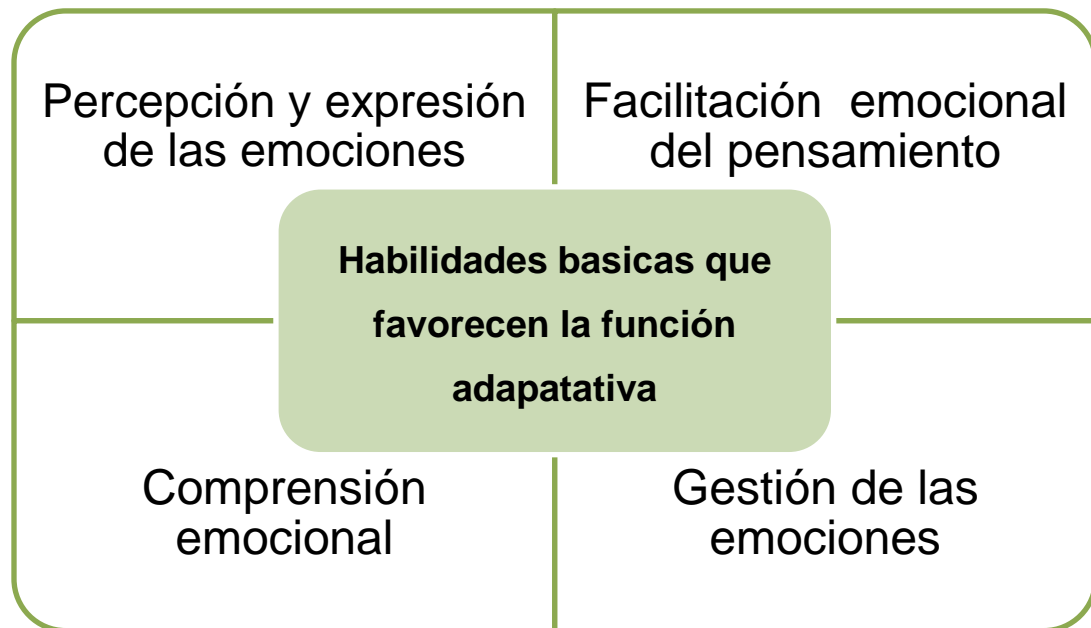 Percepción y expresión
de las emociones
Facilitación  emocional
del pensamiento
Habilidades basicas que
favorecen la función
adapatativa
Comprensión
emocional
Gestión de las
emociones